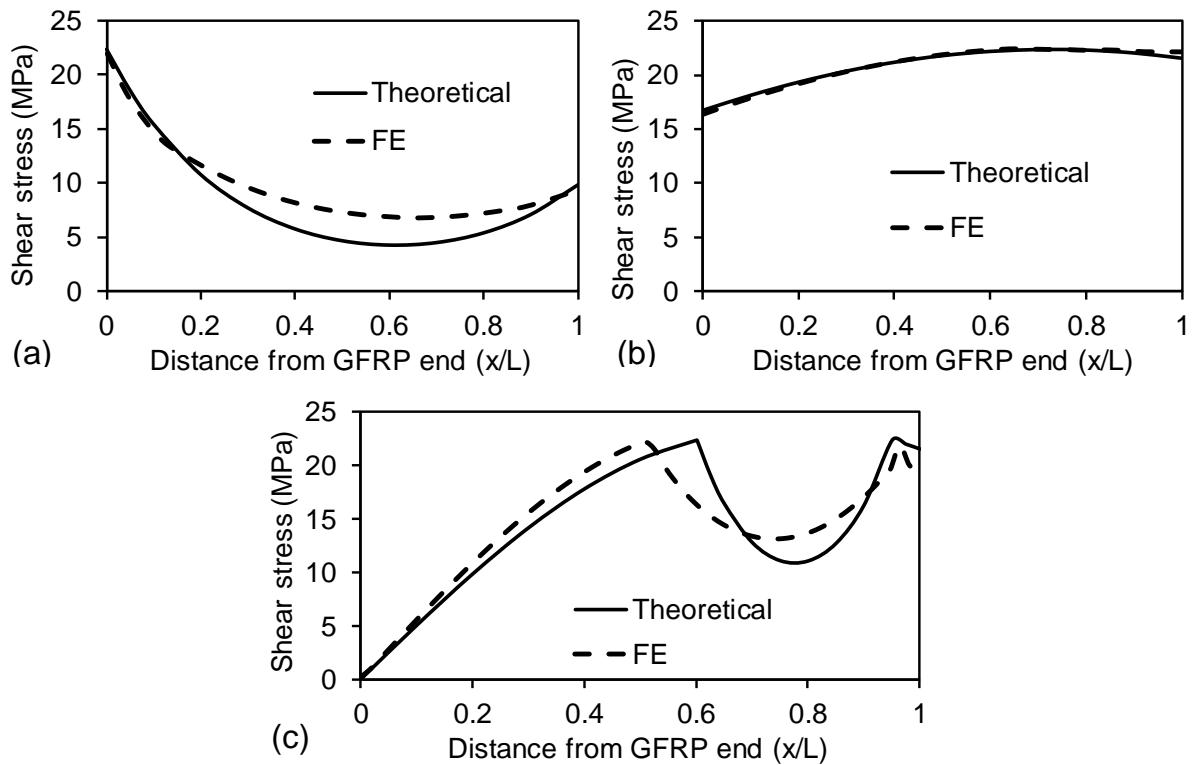 25
20
15
10
5
0
Shear stress (MPa)
Theoretical
FE
0 0.2 0.4 0.6 0.8 1
(a)
Distance from GFRP end (x/L)
25
20
15
10
5
0
Shear stress (MPa)
Theoretical
FE
0 0.2 0.4 0.6 0.8 1
(b)
Distance from GFRP end (x/L)
25
20
15
10
5
0
Shear stress (MPa)
Theoretical
FE
0 0.2 0.4 0.6 0.8 1
(c)
Distance from GFRP end (x/L)